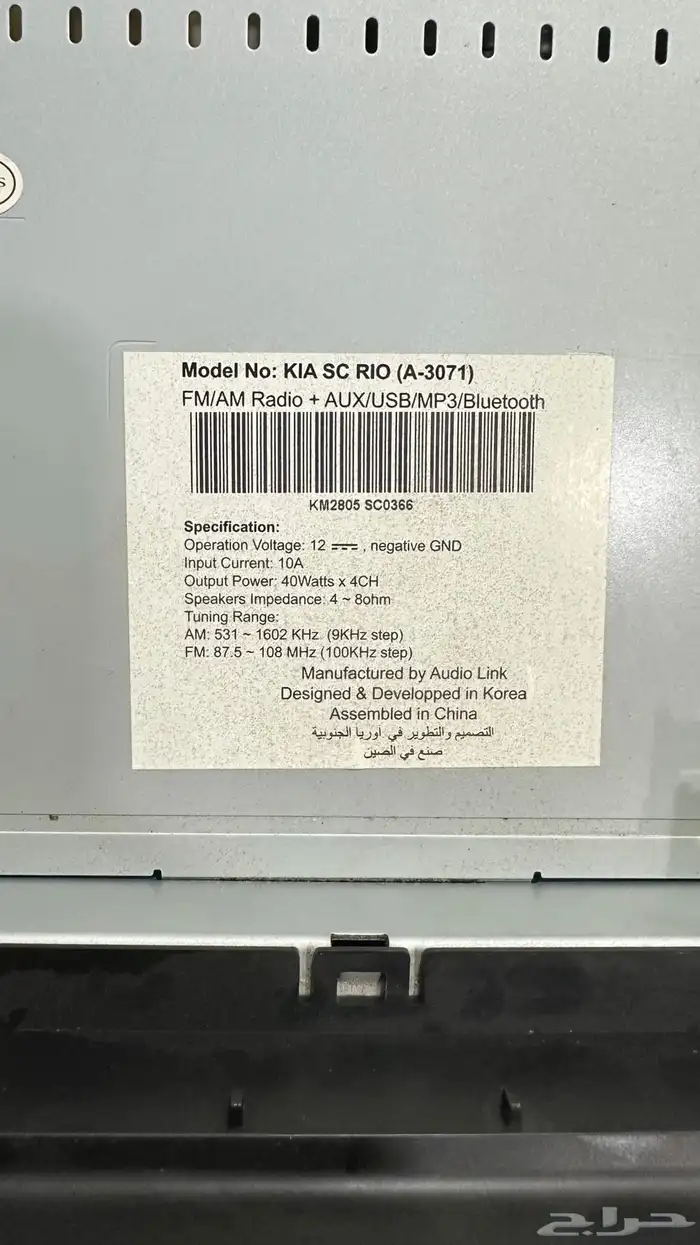 S
Model No: KIA SC RIO (A-3071)
FM/AM Radio + AUX/USB/MP3/Bluetooth
KM2805 SC0366
Specification:
Operation Voltage: 12 ⎓ , negative GND
Input Current: 10A
Output Power: 40Watts x 4CH
Speakers Impedance: 4 ~ 8ohm
Tuning Range:
AM: 531 ~ 1602 KHz (9KHz step)
FM: 87.5 ~ 108 MHz (100KHz step)
Manufactured by Audio Link
Designed & Developped in Korea
Assembled in China
التصميم والتطوير في اوريا الجنوبية
صنع في الصين
حراج